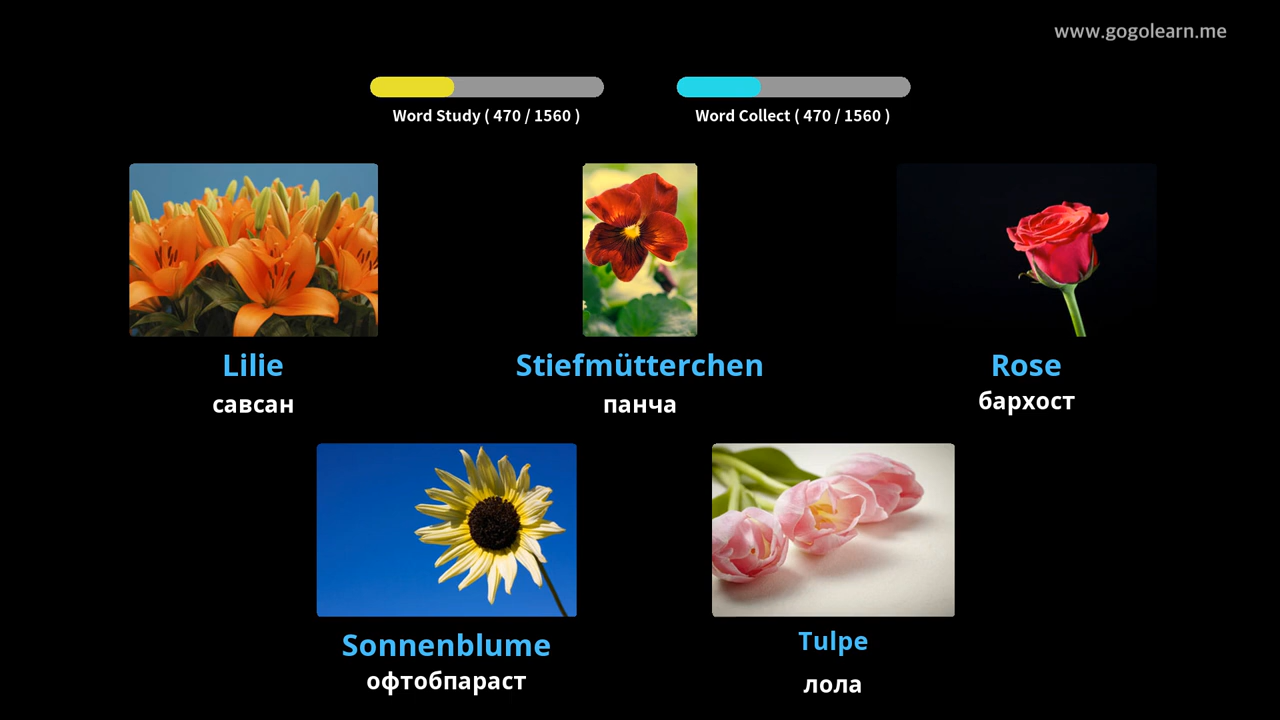 www.gogolearn.me
Word Study ( 470 / 1560 )
Word Collect ( 470 / 1560 )
Lilie
савсан
Stiefmütterchen
панча
Rose
бархост
Sonnenblume
офтобпараст
Tulpe
лола